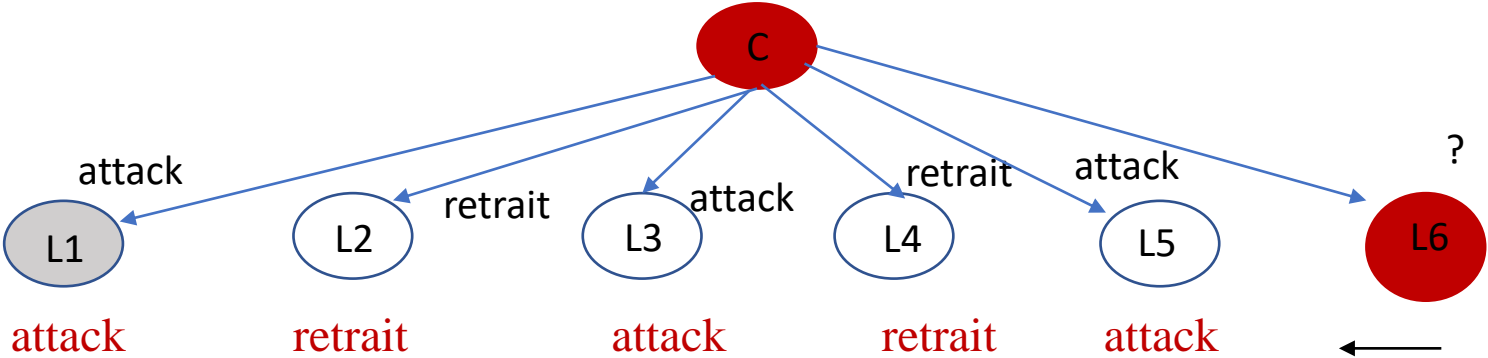 C
?
attack
retrait
attack
retrait
attack
L1
L2
L3
L4
L5
L6
attack retrait attack retrait attack